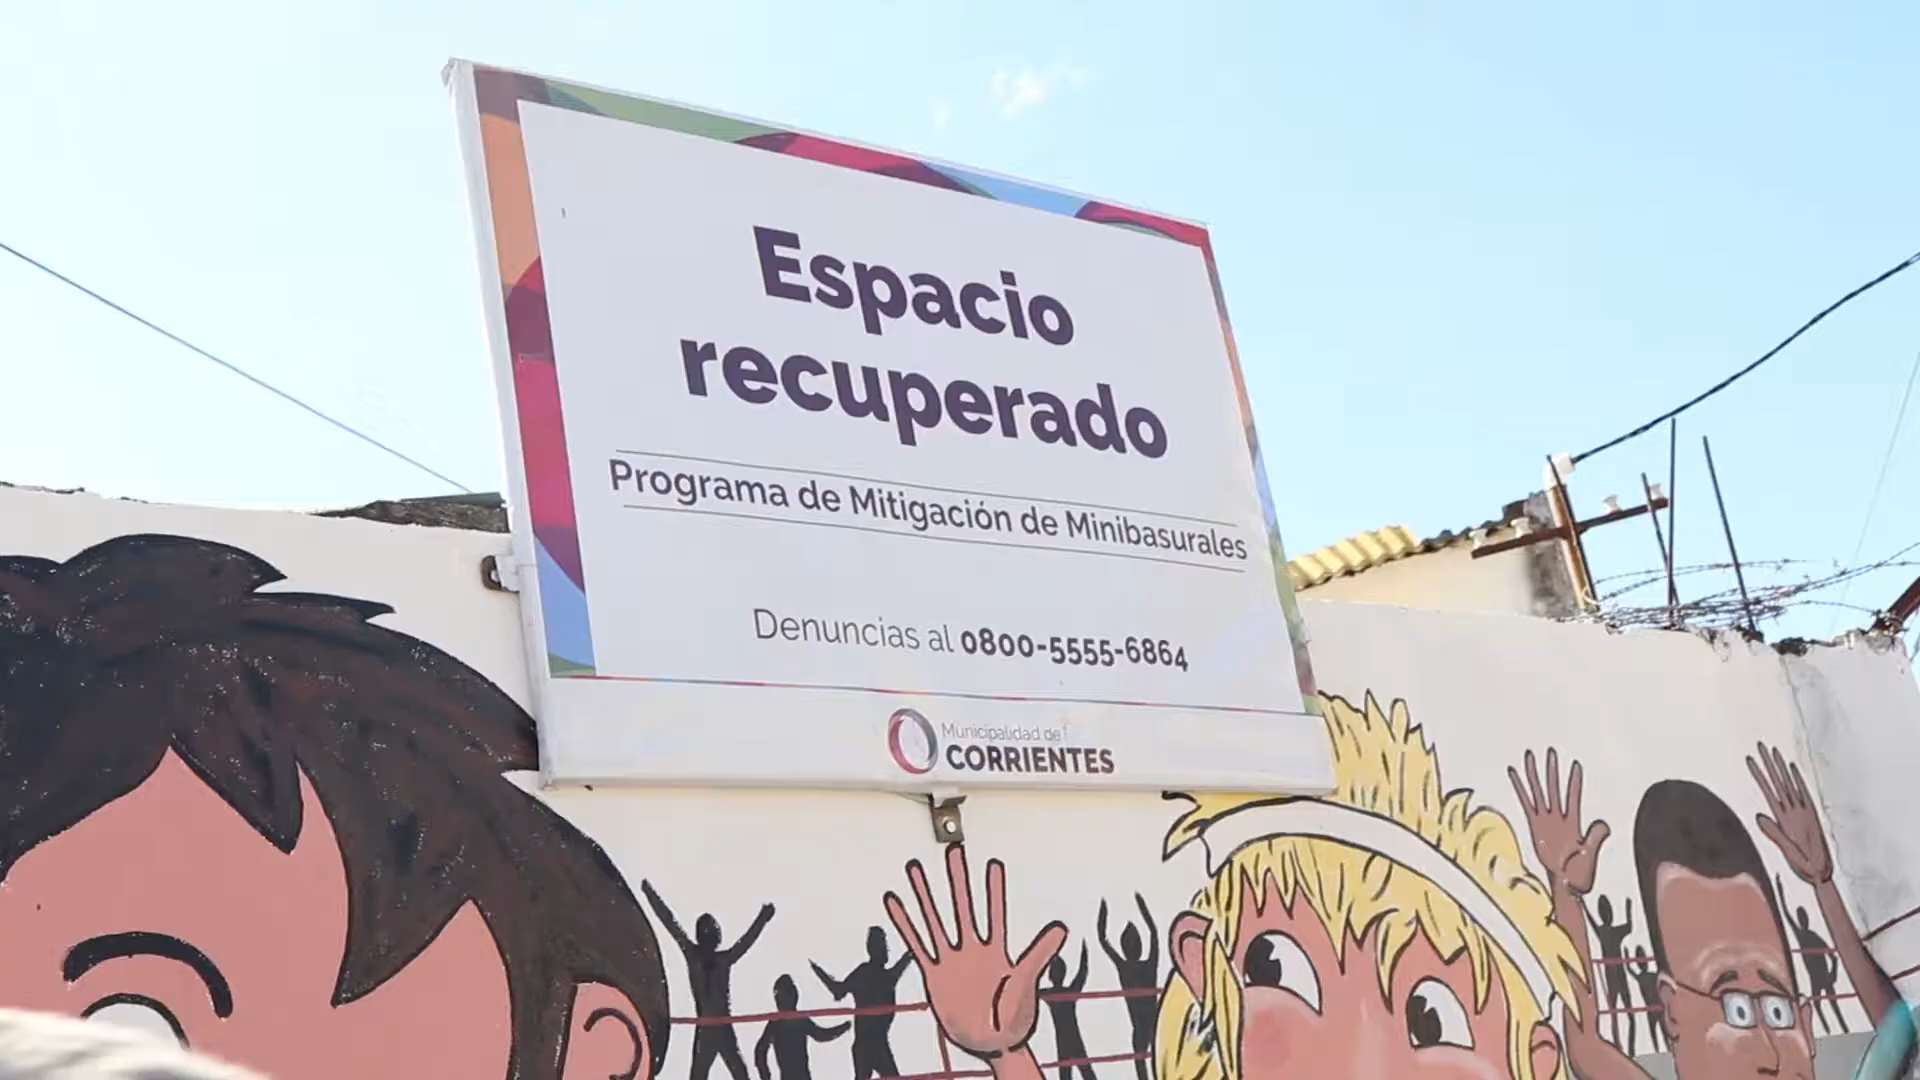 Espacio
recuperado
Programa de Mitigación de Minibasurales
Denuncias al 0800-5555-6864
Municipalidad de
CORRIENTES